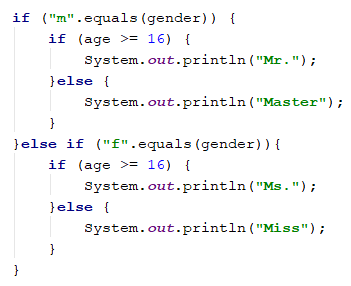 if ("m".equals(gender)) {
    if (age >= 16) {
        System.out.println("Mr.");
    }else {
        System.out.println("Master");
    }
}else if ("f".equals(gender)){
    if (age >= 16) {
        System.out.println("Ms.");
    }else {
        System.out.println("Miss");
    }
}